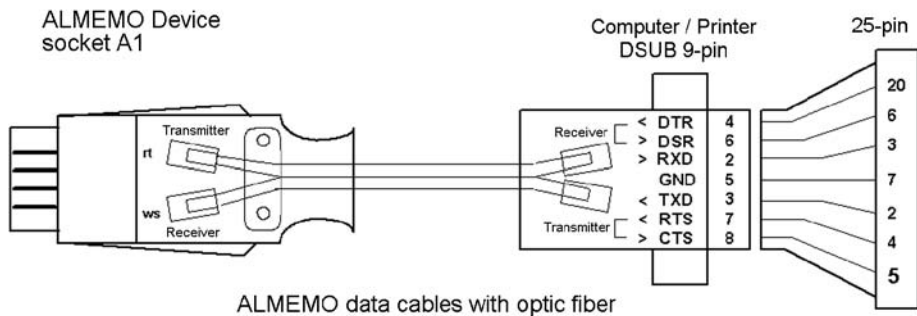 ALMEMO Device
socket A1
Computer / Printer
DSUB 9-pin
25-pin
Transmitter
rt
ws
Receiver
Receiver
Transmitter
< DTR 4
> DSR 6
> RXD 2
GND 5
< TXD 3
< RTS 7
> CTS 8
20
6
3
7
2
4
5
ALMEMO data cables with optic fiber